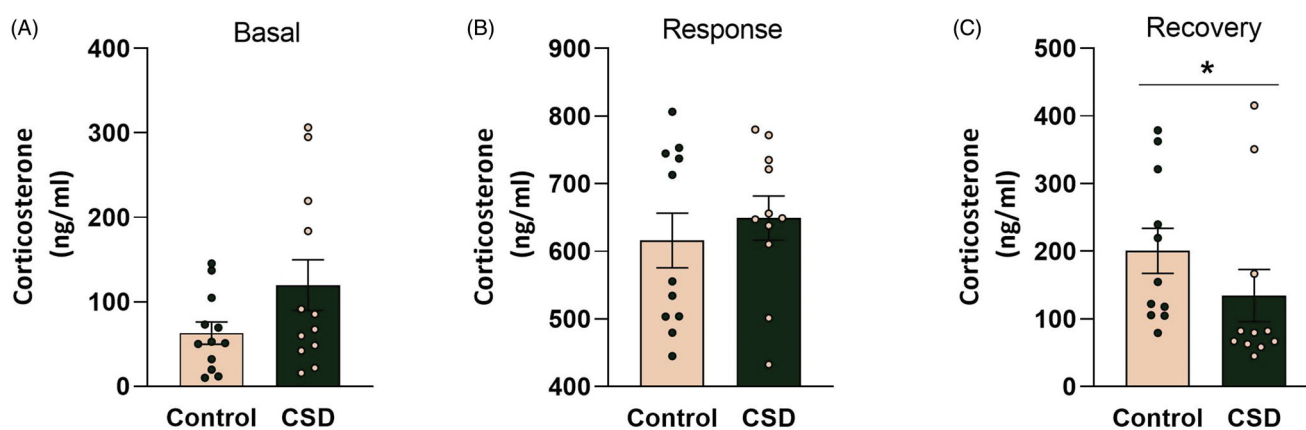 (A)
Basal
Corticosterone
(ng/ml)
400
300
200
100
0
Control CSD
(B)
Response
Corticosterone
(ng/ml)
900
800
700
600
500
400
Control CSD
(C)
Recovery
*
Corticosterone
(ng/ml)
500
400
300
200
100
0
Control CSD